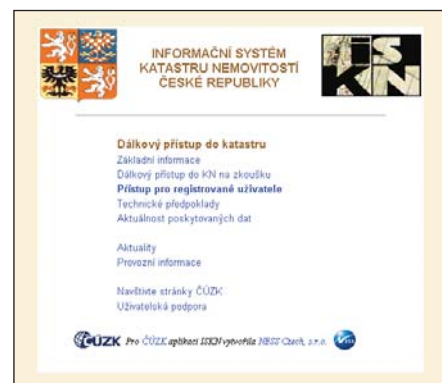 INFORMAČNÍ SYSTÉM
KATASTRU NEMOVITOSTÍ
ČESKÉ REPUBLIKY
iS
KN
Dálkový přístup do katastru
Základní informace
Dálkový přístup do KN na zkoušku
Přístup pro registrované uživatele
Technické předpoklady
Aktuálnost poskytovaných dat
Aktuality
Provozní informace
Navštivte stránky ČÚZK
Uživatelská podpora
ČÚZK Pro ČÚZK aplikaci ISKN vytvořila NESS Czech, s.r.o.